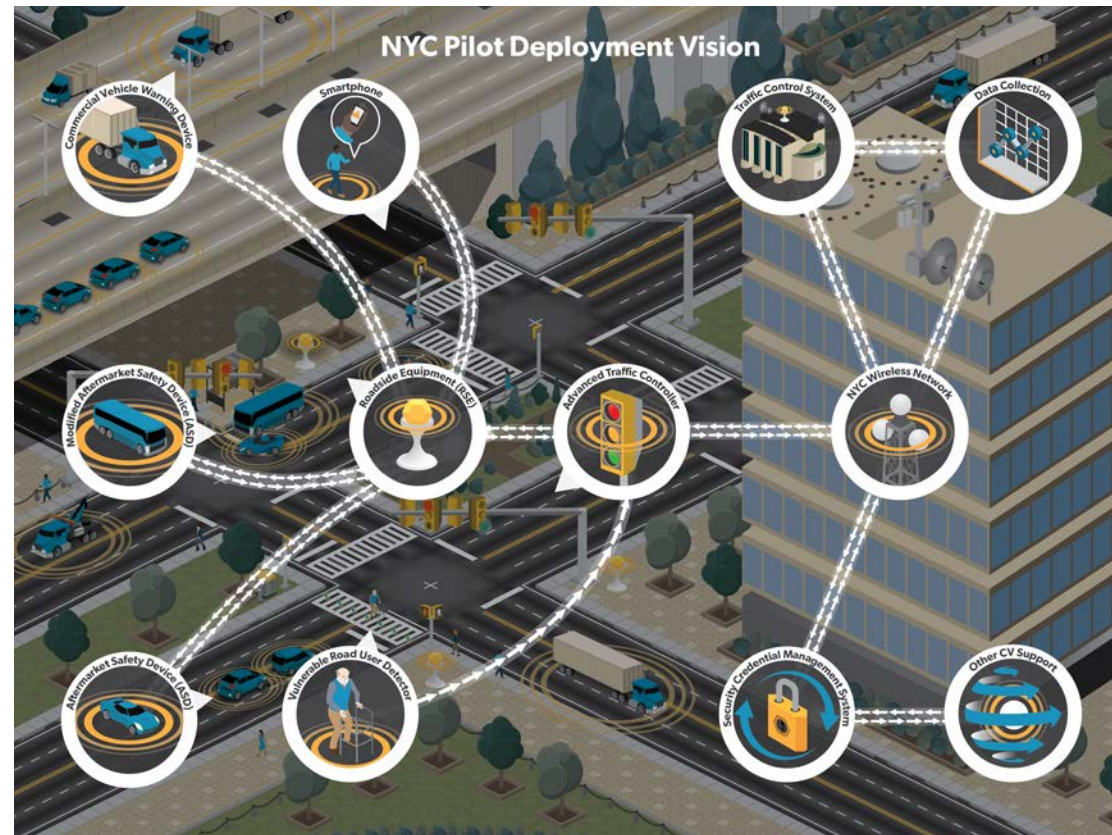 NYC Pilot Deployment Vision
Commercial Vehicle Warning Device
Smartphone
Traffic Control System
Data Collection
Modified Aftermarket Safety Device (ASD)
Roadside Equipment (RSE)
Advanced Traffic Controller
NYC Wireless Network
Aftermarket Safety Device (ASD)
Vulnerable Road User Detector
Security Credential Management System
Other CV Support